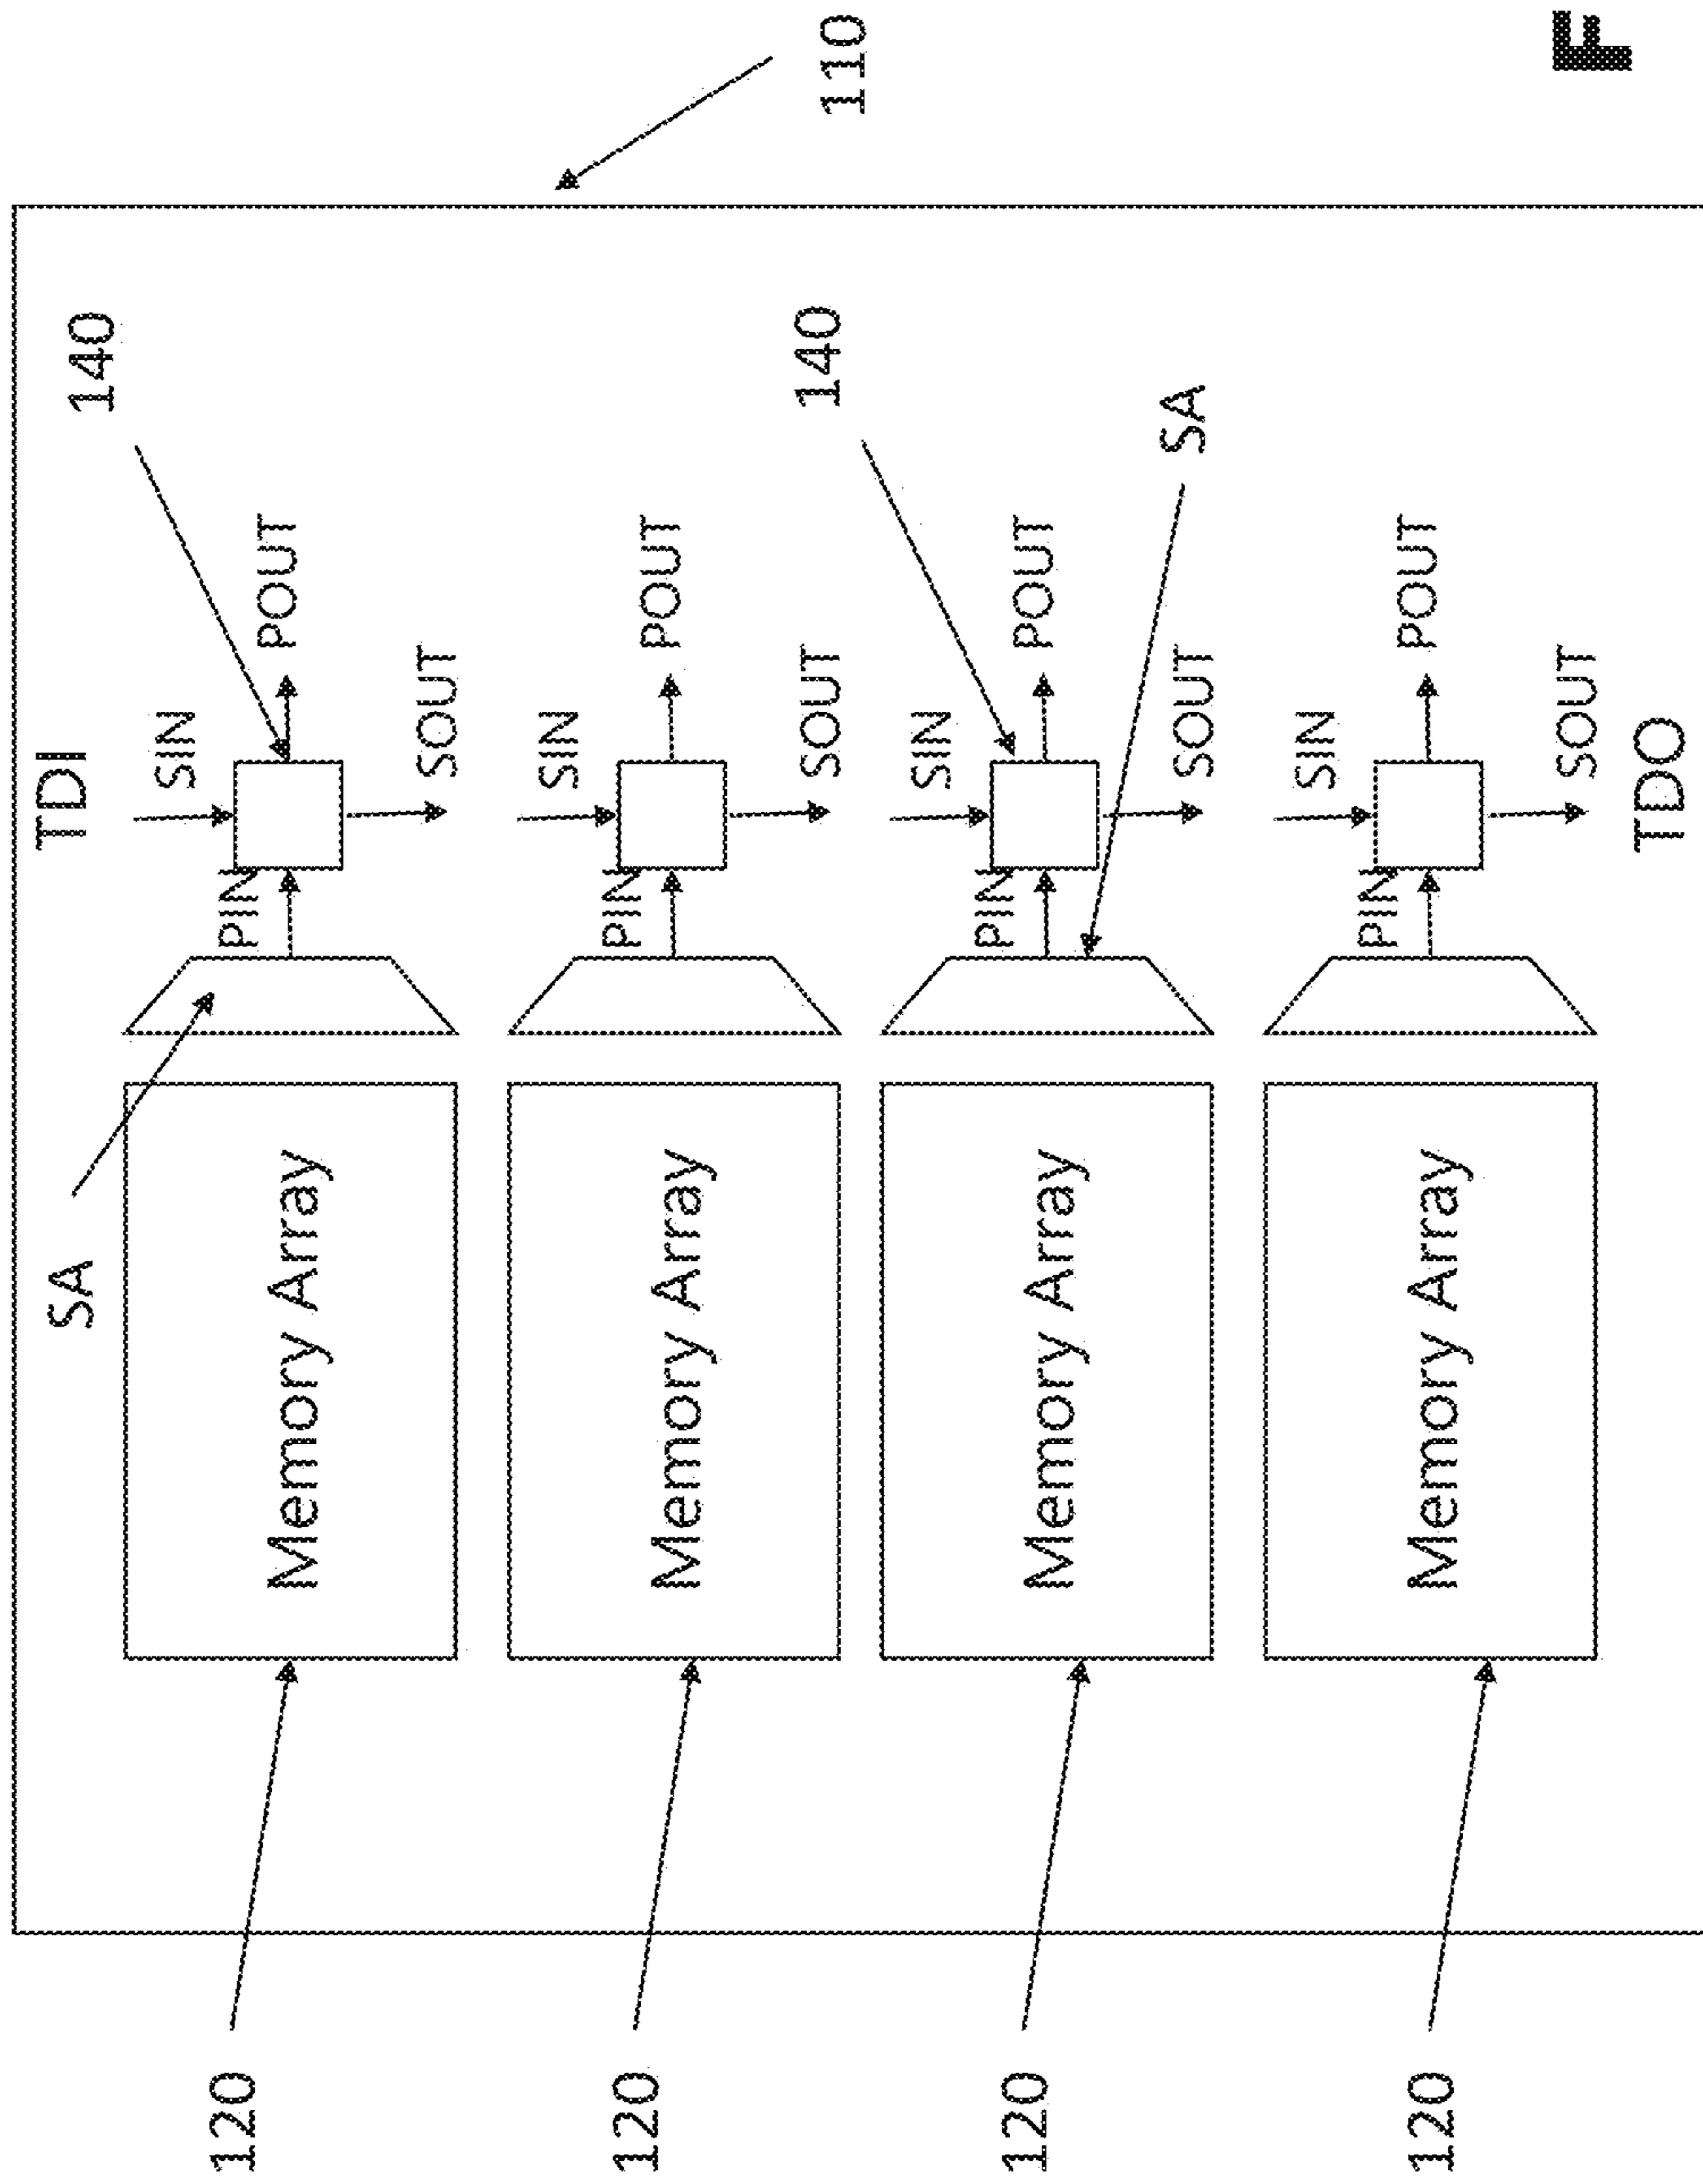 SA
TDI
140
SIN
PIN
120
Memory Array
POUT
SOUT
SIN
PIN
120
Memory Array
POUT
SOUT
140
110
SIN
PIN
120
Memory Array
POUT
SOUT
SA
SIN
PIN
120
Memory Array
POUT
SOUT
TDO
F